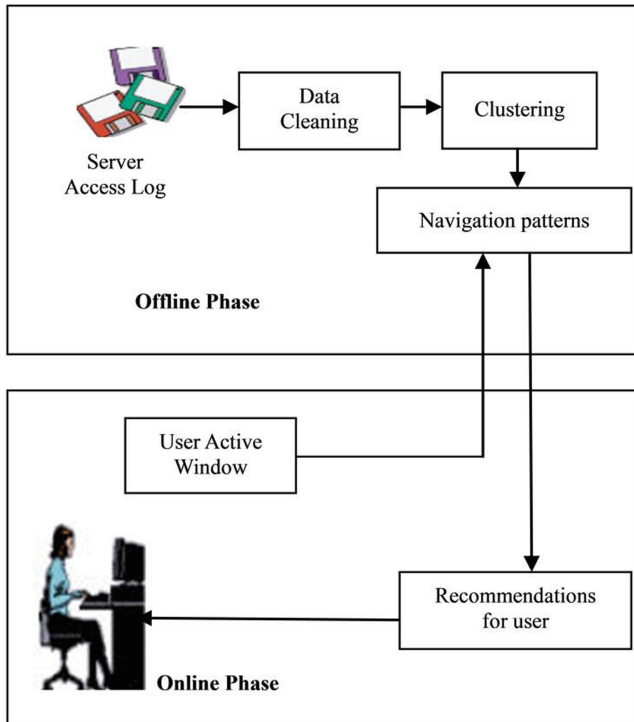 Data
Cleaning
Clustering
Server
Access Log
Navigation patterns
Offline Phase
User Active
Window
Recommendations
for user
Online Phase